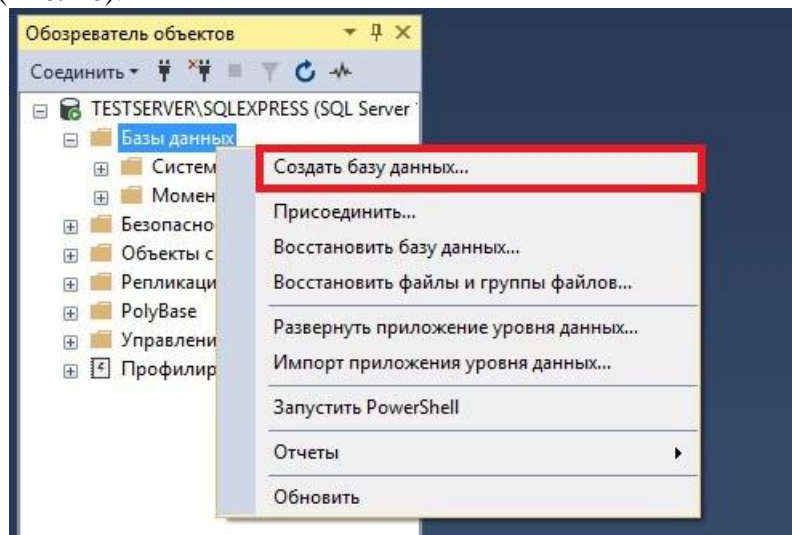 Обозреватель объектов
Соединить
TESTSERVER\SQLEXPRESS (SQL Server
Базы данных
Систем
Момен
Безопасно
Объекты с
Репликаци
PolyBase
Управлени
Профилир
Создать базу данных...
Присоединить...
Восстановить базу данных...
Восстановить файлы и группы файлов...
Развернуть приложение уровня данных...
Импорт приложения уровня данных...
Запустить PowerShell
Отчеты
Обновить